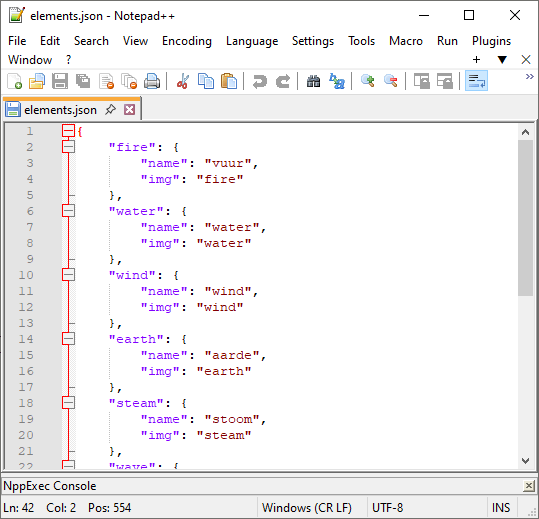 elements.json - Notepad++
File Edit Search View Encoding Language Settings Tools Macro Run Plugins
Window ? + ▼ X
elements.json
1 {
2 "fire": {
3 "name": "vuur",
4 "img": "fire"
5 },
6 "water": {
7 "name": "water",
8 "img": "water"
9 },
10 "wind": {
11 "name": "wind",
12 "img": "wind"
13 },
14 "earth": {
15 "name": "aarde",
16 "img": "earth"
17 },
18 "steam": {
19 "name": "stoom",
20 "img": "steam"
21 },
22 "wave": {
NppExec Console
Ln: 42 Col: 2 Pos: 554 Windows (CR LF) UTF-8 INS